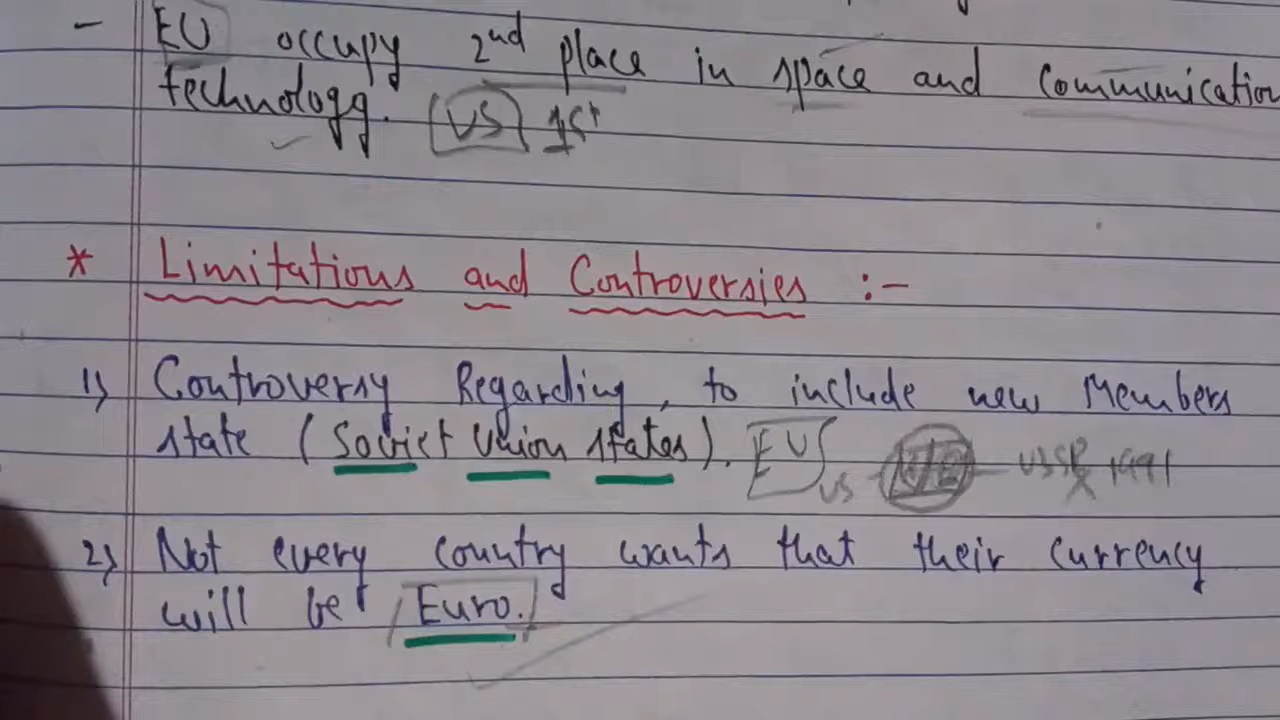 - EU occupy 2nd place in space and communication
technology. (US) 1st
* Limitations and Controversies :-
1) Controversy Regarding, to include new Members
state (Soviet Union states). EU US USSR 1991
2) Not every country wants that their currency
will be Euro.